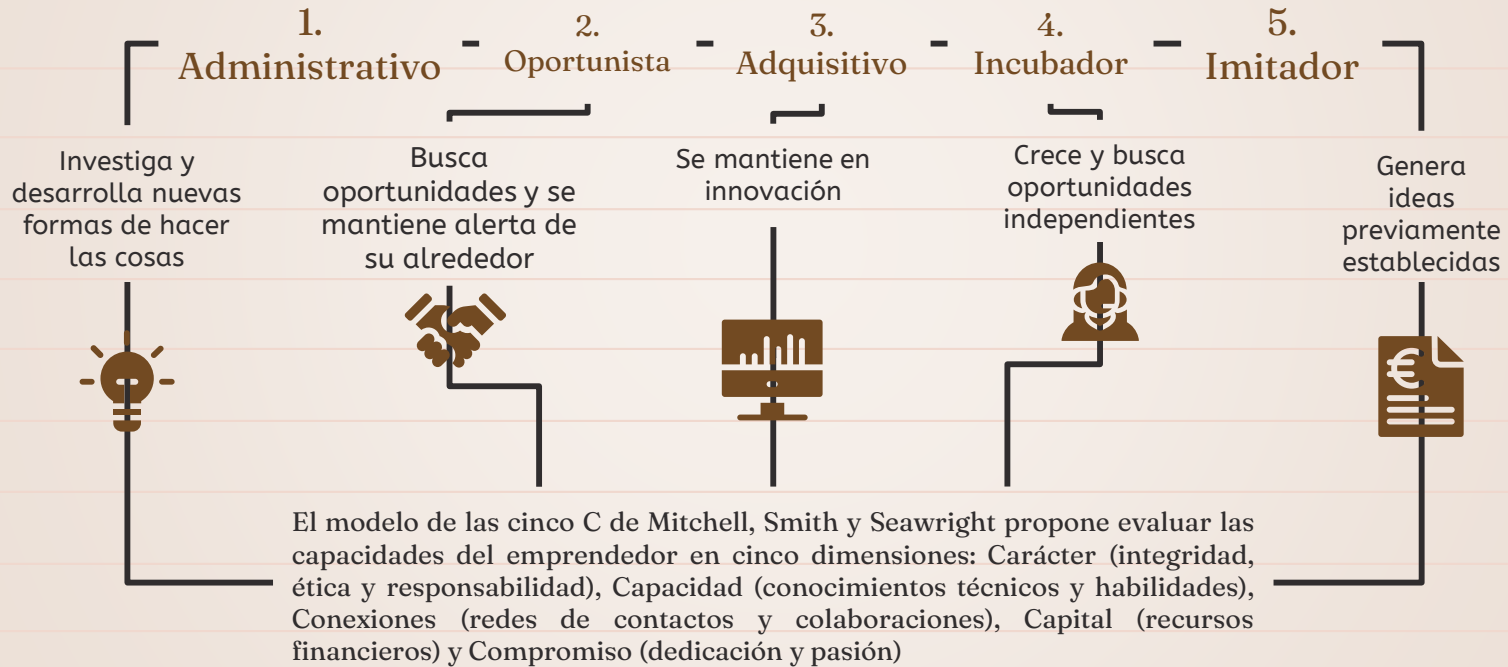 1.
Administrativo
2.
Oportunista
3.
Adquisitivo
4.
Incubador
5.
Imitador
Investiga y
desarrolla nuevas
formas de hacer
las cosas
Busca
oportunidades y se
mantiene alerta de
su alrededor
Se mantiene en
innovación
Crece y busca
oportunidades
independientes
Genera
ideas
previamente
establecidas
€
El modelo de las cinco C de Mitchell, Smith y Seawright propone evaluar las
capacidades del emprendedor en cinco dimensiones: Carácter (integridad,
ética y responsabilidad), Capacidad (conocimientos técnicos y habilidades),
Conexiones (redes de contactos y colaboraciones), Capital (recursos
financieros) y Compromiso (dedicación y pasión)